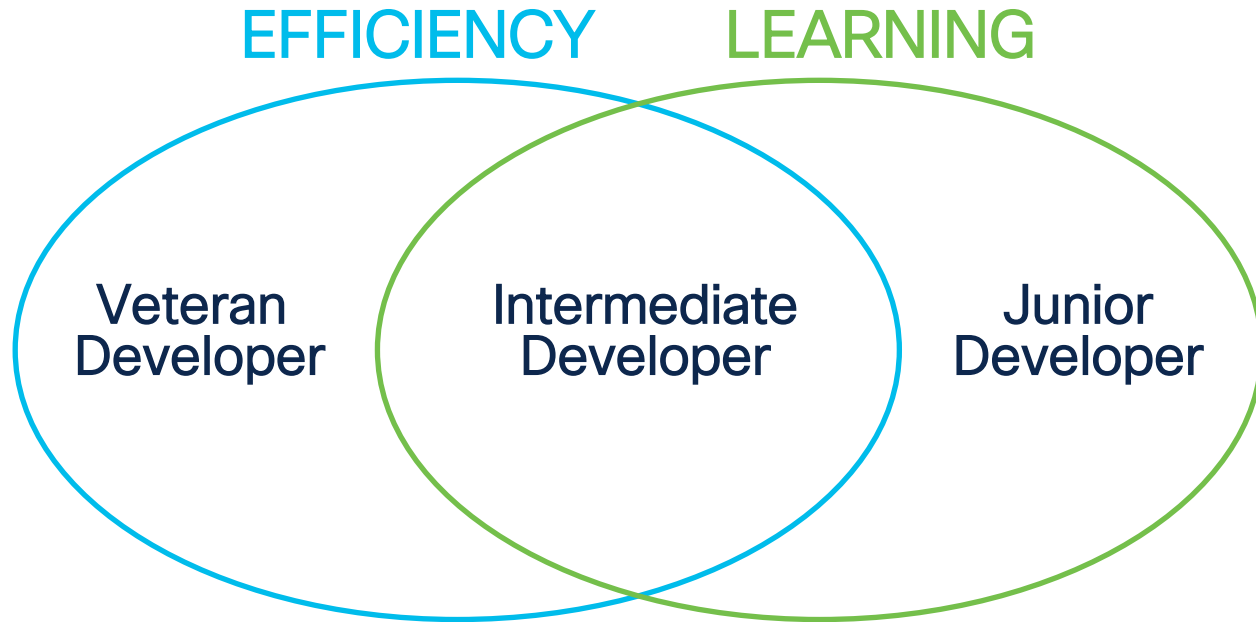 EFFICIENCY
LEARNING
Veteran
Developer
Intermediate
Developer
Junior
Developer